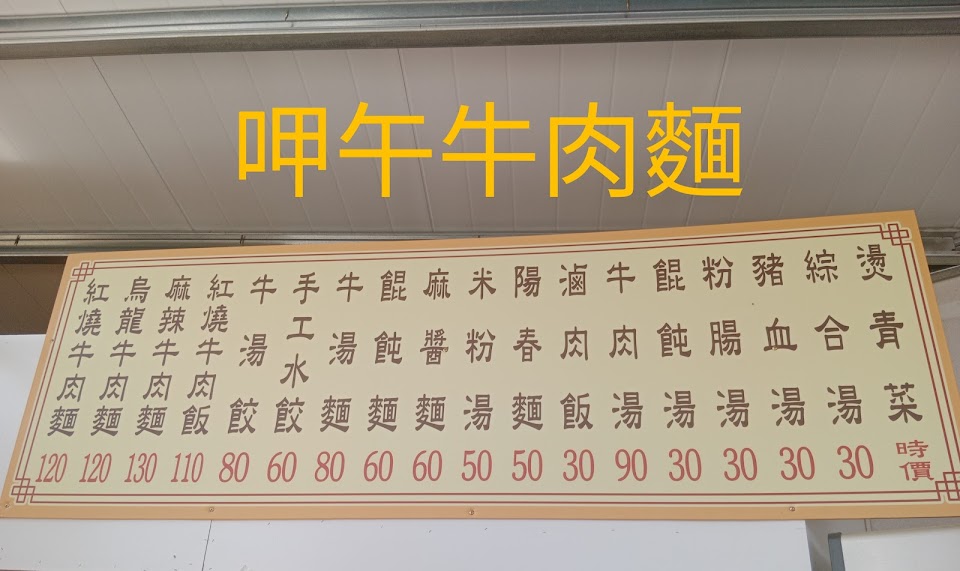 呷午牛肉麵
紅燒牛肉麵 120
烏龍牛肉麵 120
麻辣牛肉麵 130
紅燒牛肉飯 110
牛湯餃 80
手工水餃 60
牛湯麵 80
餛飩麵 60
麻醬麵 60
米粉湯 50
陽春麵 50
滷肉飯 30
牛肉湯 90
餛飩湯 30
粉腸湯 30
豬血湯 30
綜合湯 30
燙青菜 時價